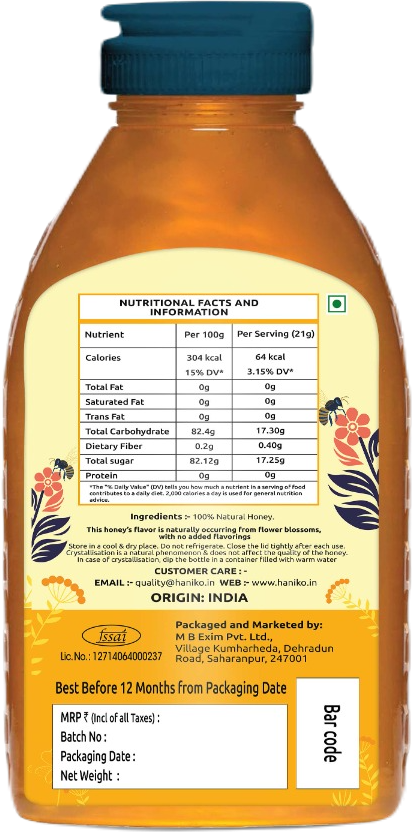 NUTRITIONAL FACTS AND
INFORMATION
Nutrient Per 100g Per Serving (21g)
Calories 304 kcal 64 kcal
15% DV* 3.15% DV*
Total Fat 0g 0g
Saturated Fat 0g 0g
Trans Fat 0g 0g
Total Carbohydrate 82.4g 17.30g
Dietary Fiber 0.2g 0.40g
Total sugar 82.12g 17.25g
Protein 0g 0g
*The "% Daily Value" (DV) tells you how much a nutrient in a serving of food
contributes to a daily diet. 2,000 calories a day is used for general nutrition
advice.
Ingredients :- 100% Natural Honey.
This honey's flavor is naturally occurring from flower blossoms,
with no added flavorings
Store in a cool & dry place. Do not refrigerate. Close the lid tightly after each use.
Crystallisation is a natural phenomenon & does not affect the quality of the honey.
In case of crystallisation, dip the bottle in a container filled with warm water
CUSTOMER CARE : -
EMAIL :- quality@haniko.in WEB :- www.haniko.in
ORIGIN: INDIA
fssai
Lic.No.: 12714064000237
Packaged and Marketed by:
M B Exim Pvt. Ltd.,
Village Kumharheda, Dehradun
Road, Saharanpur, 247001
Best Before 12 Months from Packaging Date
MRP ₹ (Incl of all Taxes) :
Batch No :
Packaging Date :
Net Weight :
Bar code